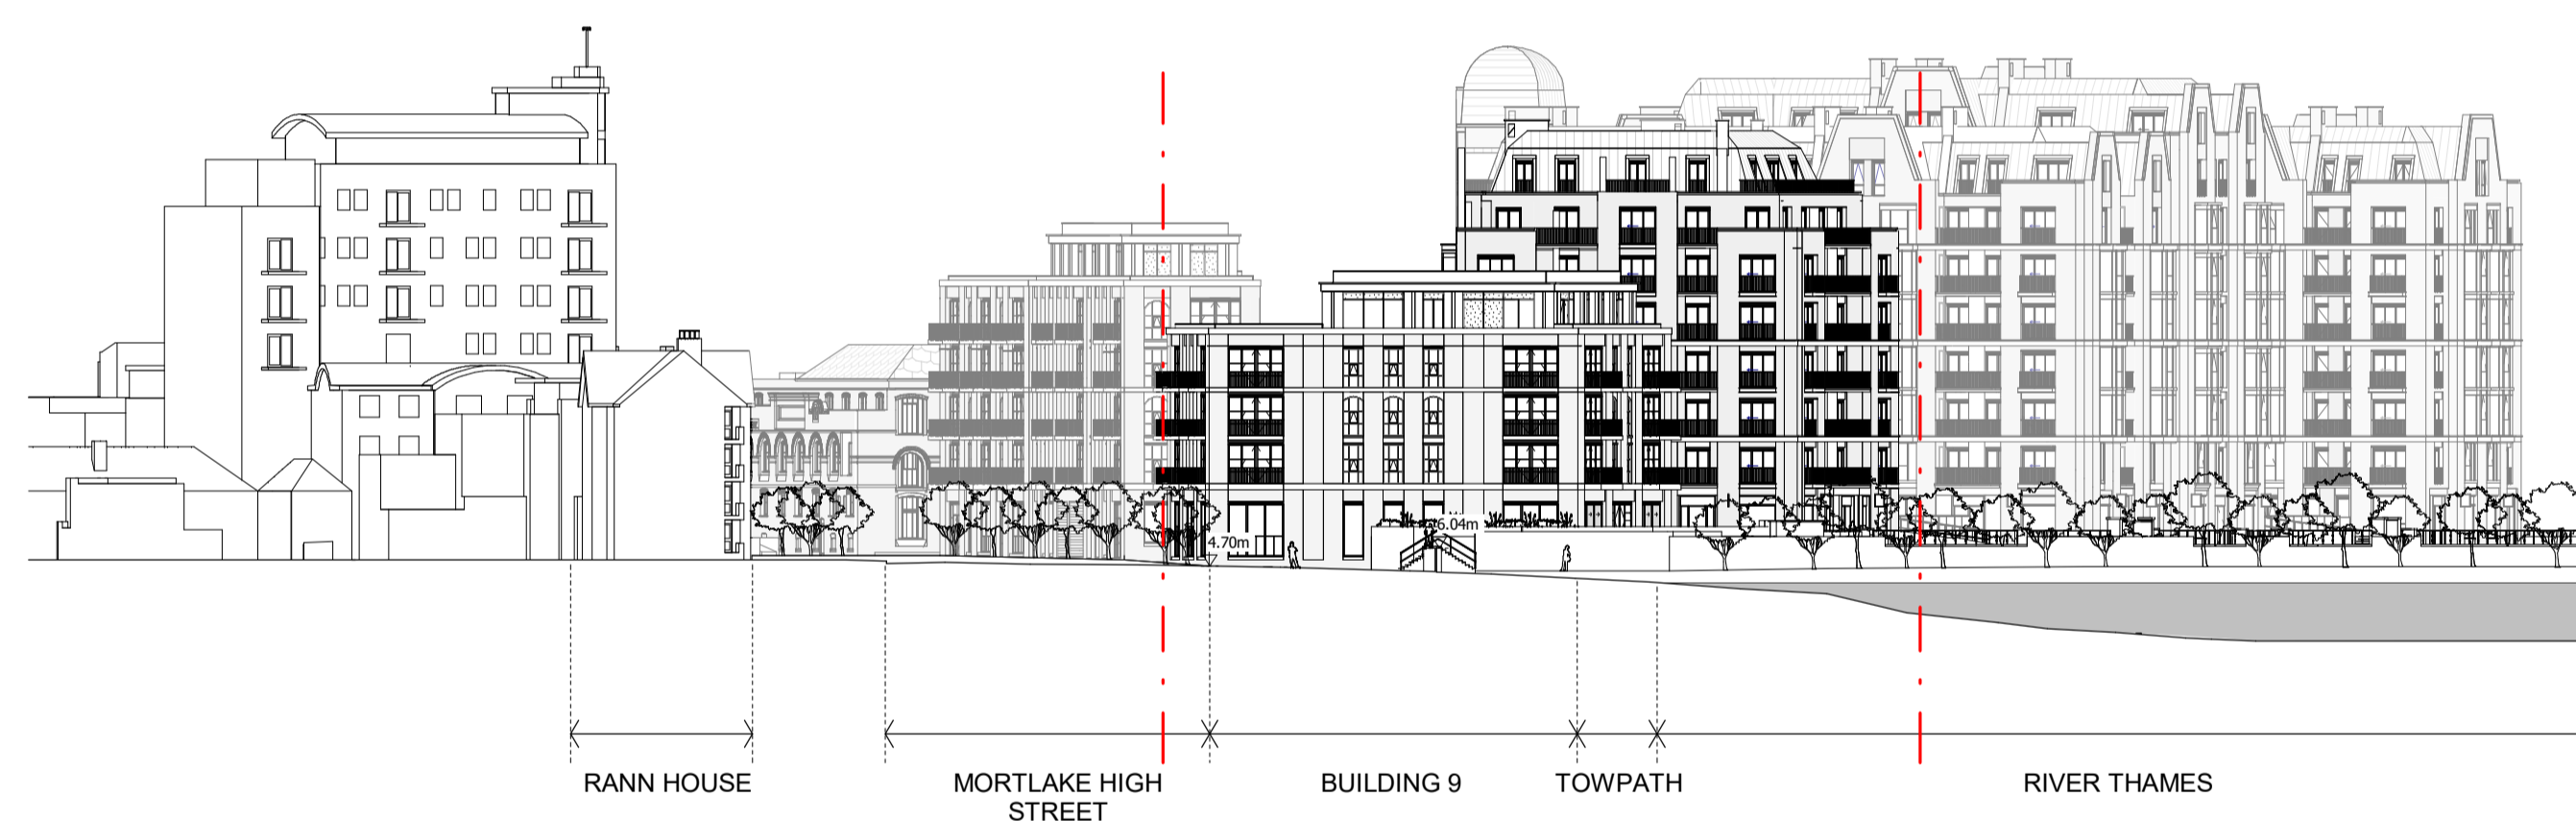 6.04m
4.70m
RANN HOUSE
MORTLAKE HIGH
STREET
BUILDING 9
TOWPATH
RIVER THAMES